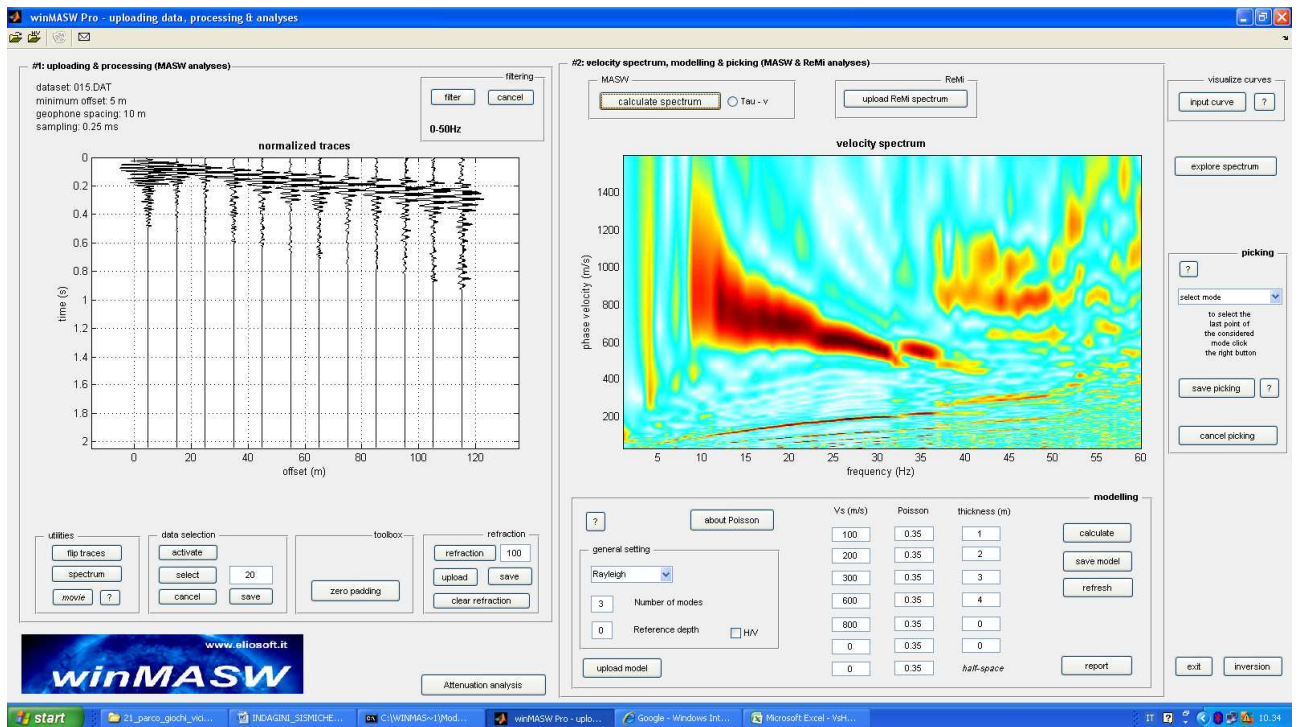 winMASW Pro - uploading data, processing & analyses
#1: uploading & processing (MASW analyses)
dataset: 015.DAT
minimum offset: 5 m
geophone spacing: 10 m
sampling: 0.25 ms
filtering
filter
cancel
0-50Hz
normalized traces
0
0.2
0.4
0.6
0.8
1
1.2
1.4
1.6
1.8
2
time (s)
0 20 40 60 80 100 120
offset (m)
utilities
flip traces
spectrum
movie ?
data selection
activate
select 20
cancel save
toolbox
zero padding
refraction
refraction 100
upload save
clear refraction
www.eliosoft.it
winMASW
Attenuation analysis
#2: velocity spectrum, modelling & picking (MASW & ReMi analyses)
MASW
calculate spectrum Tau - v
ReMi
upload ReMi spectrum
velocity spectrum
1400
1200
1000
800
600
400
200
phase velocity (m/s)
5 10 15 20 25 30 35 40 45 50 55 60
frequency (Hz)
modelling
?
about Poisson
general setting
Rayleigh
3 Number of modes
0 Reference depth H/V
upload model
Vs (m/s) Poisson thickness (m)
100 0.35 1
200 0.35 2
300 0.35 3
600 0.35 4
800 0.35 0
0 0.35 0
0 0.35 half-space
calculate
save model
refresh
report
visualize curves
input curve ?
explore spectrum
picking
?
select mode
to select the
last point of
the considered
mode click
the right button
save picking ?
cancel picking
exit inversion
start
21_parco_giochi_vici...
INDAGINI_SISMICHE...
C:\WINMAS~1\Mod...
winMASW Pro - uplo...
Google - Windows Int...
Microsoft Excel - VsH...
IT
10.34